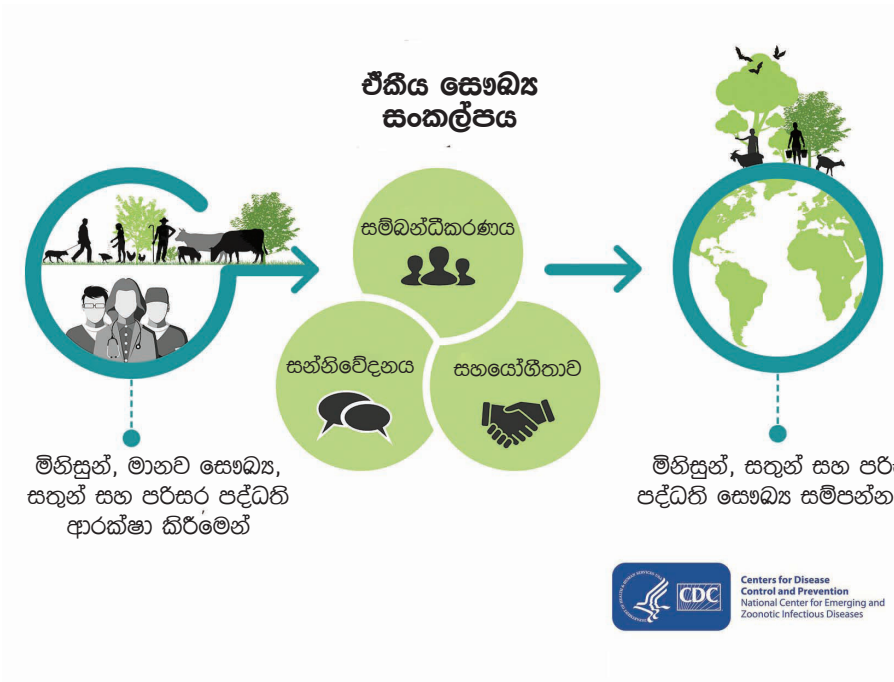 ඒකීය සෞඛ්‍ය
සංකල්පය
සම්බන්ධීකරණය
සන්නිවේදනය
සහයෝගීතාව
මිනිසුන්, මානව සෞඛ්‍ය,
සතුන් සහ පරිසර පද්ධති
ආරක්ෂා කිරීමෙන්
මිනිසුන්, සතුන් සහ
පද්ධති සෞඛ්‍ය සම්පන්න
CDC
Centers for Disease
Control and Prevention
National Center for Emerging and
Zoonotic Infectious Diseases